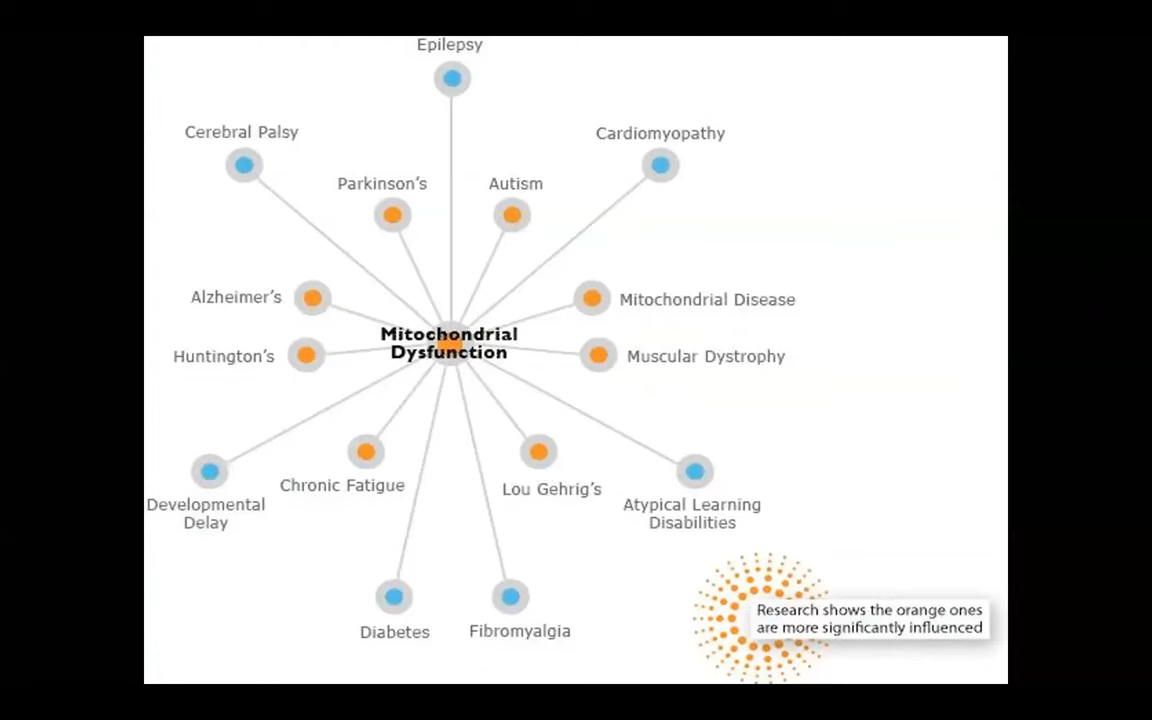 Epilepsy
Cerebral Palsy
Cardiomyopathy
Parkinson's
Autism
Alzheimer's
Mitochondrial Disease
Mitochondrial
Dysfunction
Huntington's
Muscular Dystrophy
Chronic Fatigue
Lou Gehrig's
Developmental
Delay
Atypical Learning
Disabilities
Diabetes
Fibromyalgia
Research shows the orange ones
are more significantly influenced